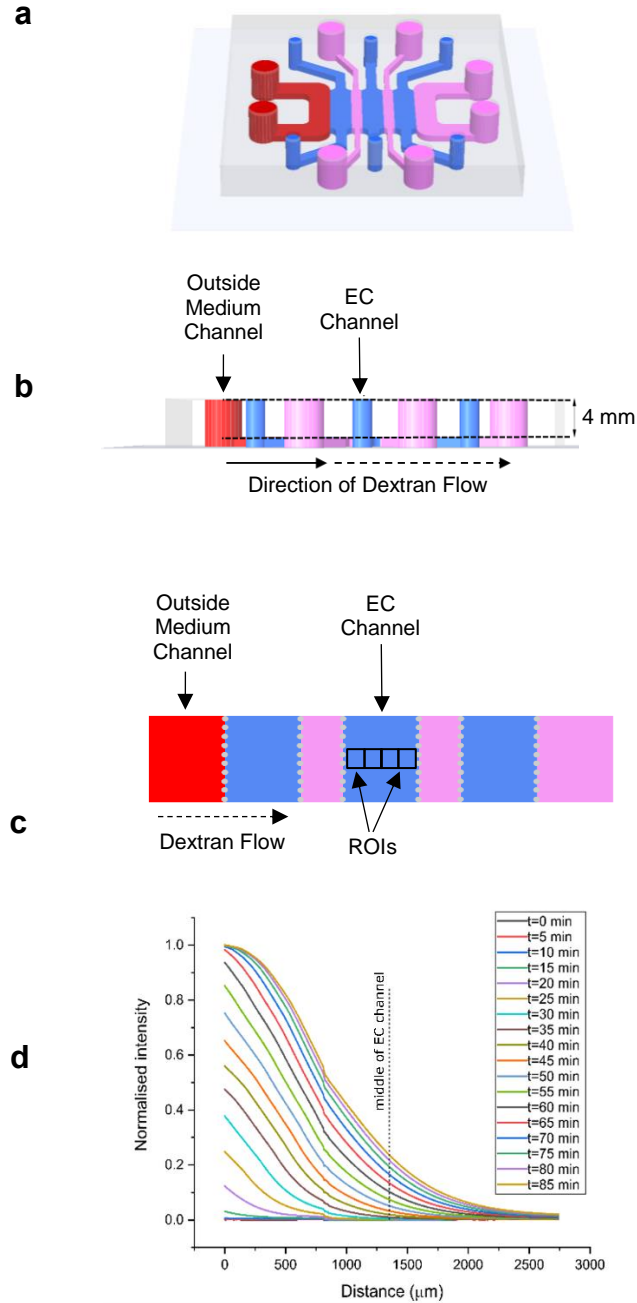 a
Outside
Medium
Channel
EC
Channel
b
4 mm
Direction of Dextran Flow
Outside
Medium
Channel
EC
Channel
c
Dextran Flow
ROIs
d
Normalised intensity
1.0
0.8
0.6
0.4
0.2
0.0
middle of EC channel
t=0 min
t=5 min
t=10 min
t=15 min
t=20 min
t=25 min
t=30 min
t=35 min
t=40 min
t=45 min
t=50 min
t=55 min
t=60 min
t=65 min
t=70 min
t=75 min
t=80 min
t=85 min
0 500 1000 1500 2000 2500 3000
Distance (μm)